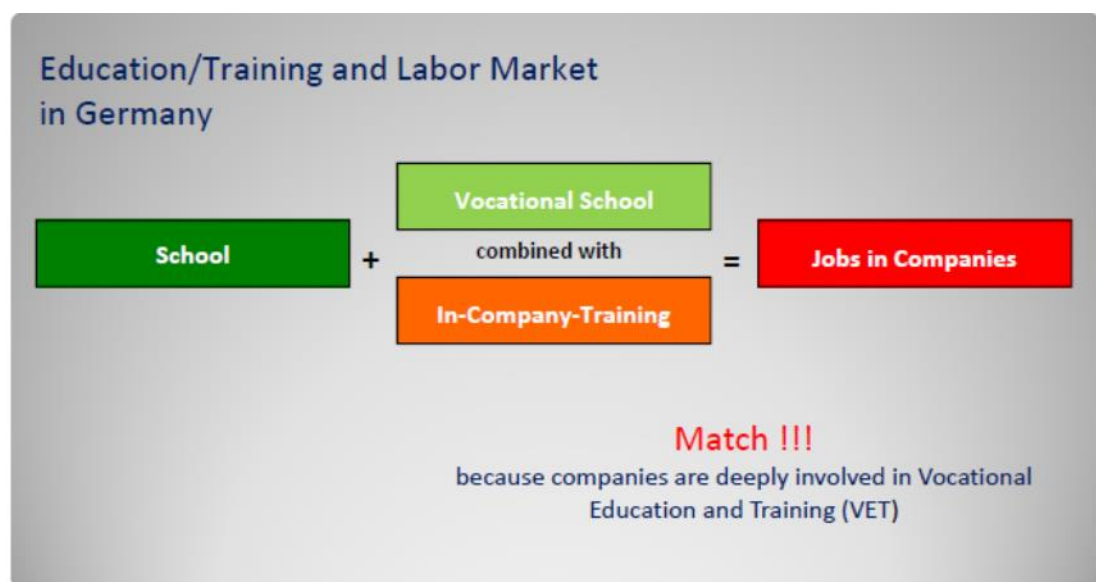 Education/Training and Labor Market
in Germany
School
+
Vocational School
combined with
In-Company-Training
=
Jobs in Companies
Match !!!
because companies are deeply involved in Vocational
Education and Training (VET)